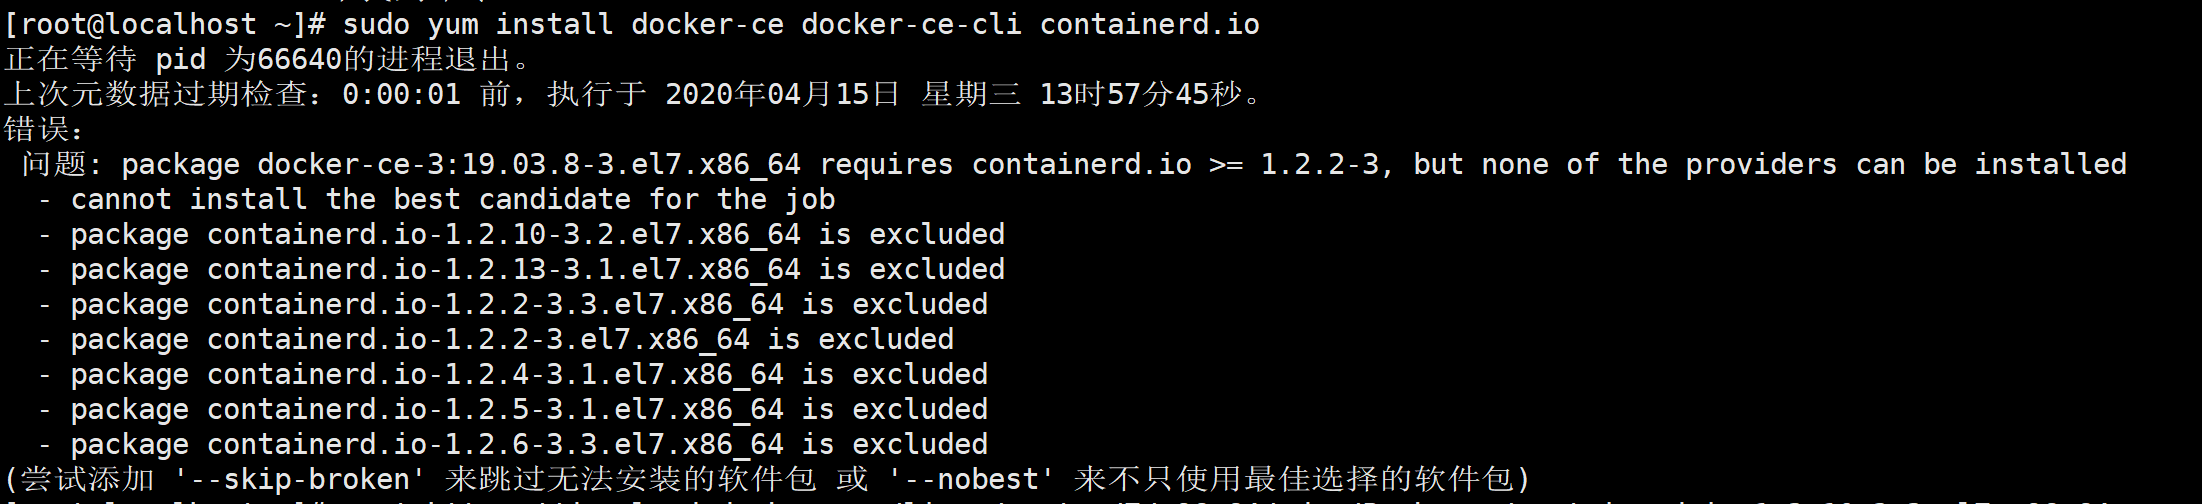 [root@localhost ~]# sudo yum install docker-ce docker-ce-cli containerd.io
正在等待 pid 为66640的进程退出。
上次元数据过期检查：0:00:01 前，执行于 2020年04月15日 星期三 13时57分45秒。
错误：
问题: package docker-ce-3:19.03.8-3.el7.x86_64 requires containerd.io >= 1.2.2-3, but none of the providers can be installed
- cannot install the best candidate for the job
- package containerd.io-1.2.10-3.2.el7.x86_64 is excluded
- package containerd.io-1.2.13-3.1.el7.x86_64 is excluded
- package containerd.io-1.2.2-3.3.el7.x86_64 is excluded
- package containerd.io-1.2.2-3.el7.x86_64 is excluded
- package containerd.io-1.2.4-3.1.el7.x86_64 is excluded
- package containerd.io-1.2.5-3.1.el7.x86_64 is excluded
- package containerd.io-1.2.6-3.3.el7.x86_64 is excluded
(尝试添加 '--skip-broken' 来跳过无法安装的软件包 或 '--nobest' 来不只使用最佳选择的软件包)